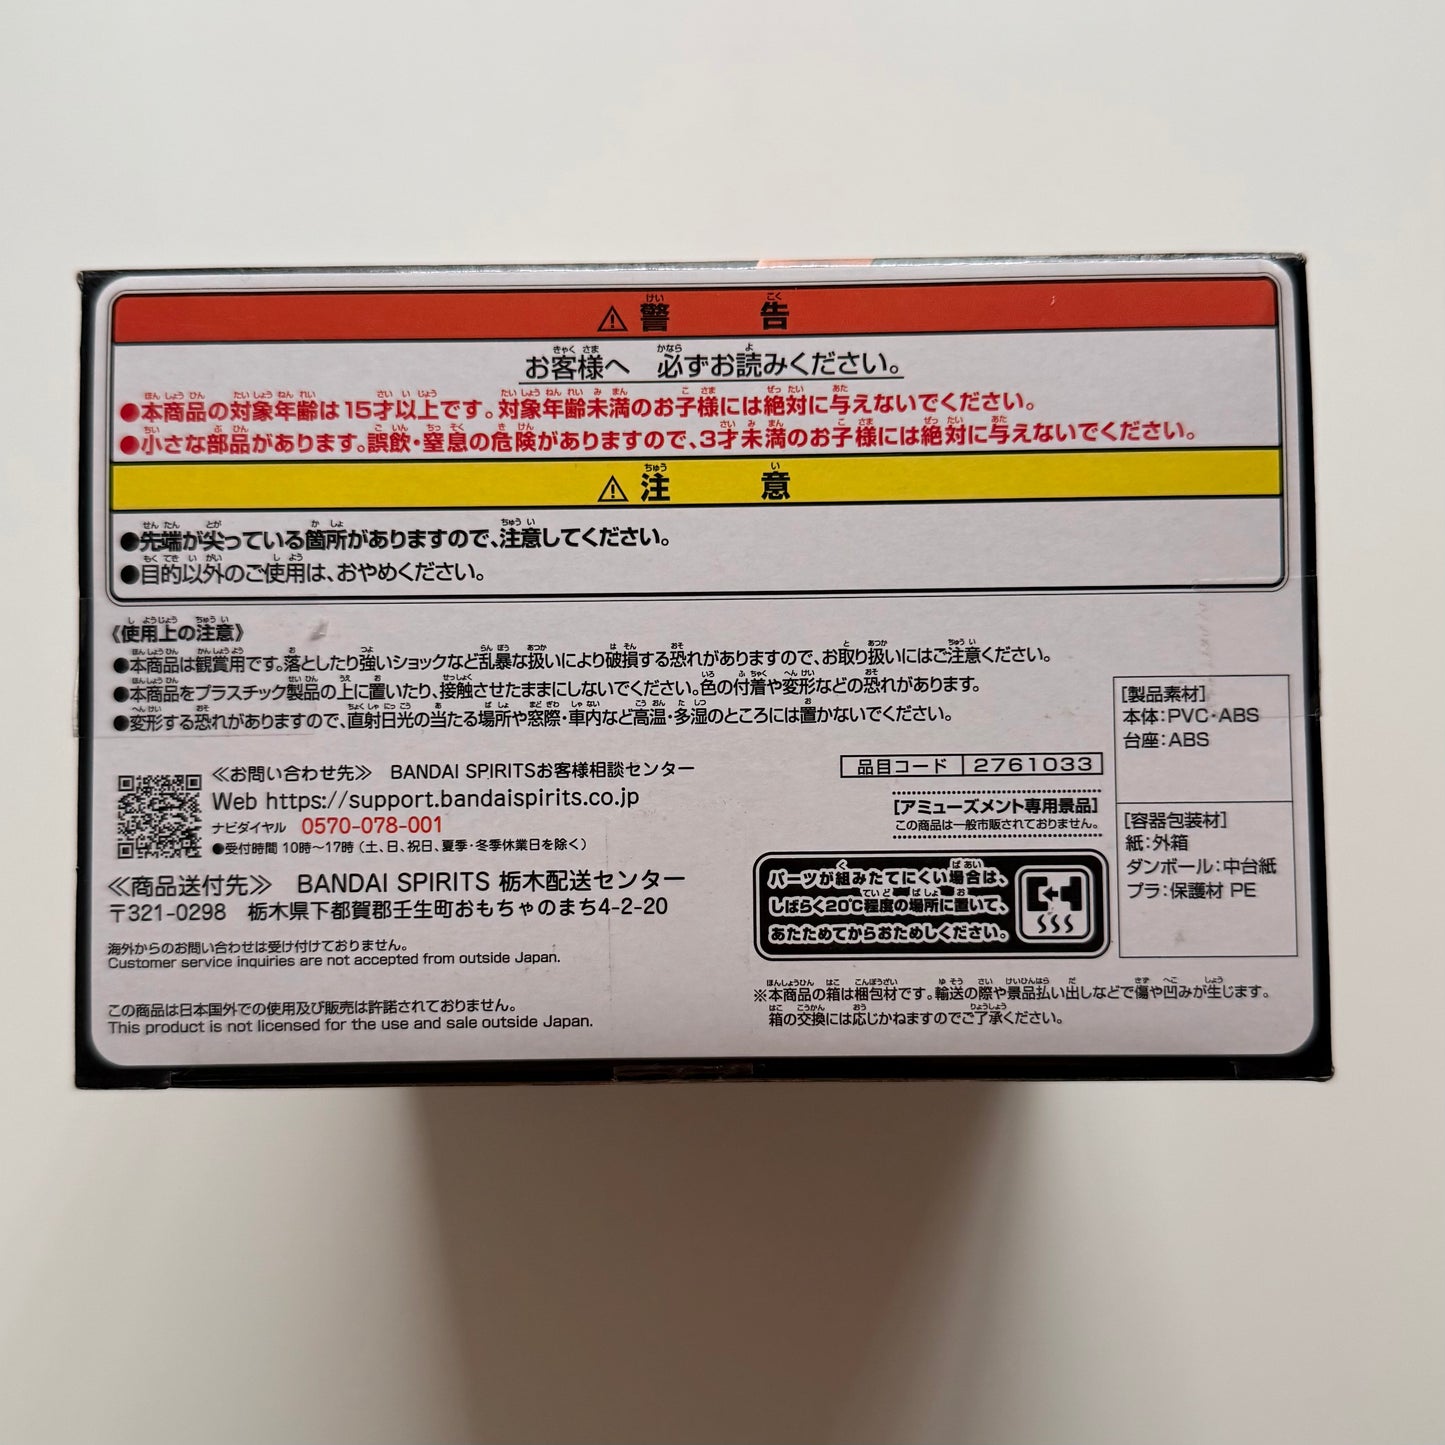 ⚠警告
お客様へ　必ずお読みください。
●本商品の対象年齢は15才以上です。対象年齢未満のお子様には絶対に与えないでください。
●小さな部品があります。誤飲・窒息の危険がありますので、3才未満のお子様には絶対に与えないでください。
⚠注意
●先端が尖っている箇所がありますので、注意してください。
●目的以外のご使用は、おやめください。
《使用上の注意》
●本商品は観賞用です。落としたり強いショックなど乱暴な扱いにより破損する恐れがありますので、お取り扱いにはご注意ください。
●本商品をプラスチック製品の上に置いたり、接触させたままにしないでください。色の付着や変形などの恐れがあります。
●変形する恐れがありますので、直射日光の当たる場所や窓際・車内など高温・多湿のところには置かないでください。
≪お問い合わせ先≫　BANDAI SPIRITSお客様相談センター
Web https://support.bandaispirits.co.jp
ナビダイヤル　0570-078-001
●受付時間 10時～17時（土、日、祝日、夏季・冬季休業日を除く）
≪商品送付先≫　BANDAI SPIRITS 栃木配送センター
〒321-0298　栃木県下都賀郡壬生町おもちゃのまち4-2-20
海外からのお問い合わせは受け付けておりません。
Customer service inquiries are not accepted from outside Japan.
この商品は日本国外での使用及び販売は許諾されておりません。
This product is not licensed for the use and sale outside Japan.
品目コード 2761033
[アミューズメント専用景品]
この商品は一般市販されておりません。
パーツが組みたてにくい場合は、
しばらく20℃程度の場所に置いて、
あたためてからおためしください。
※本商品の箱は梱包材です。輸送の際や景品払い出しなどで傷や凹みが生じます。
箱の交換には応じかねますのでご了承ください。
[製品素材]
本体：PVC・ABS
台座：ABS
[容器包装材]
紙：外箱
ダンボール：中台紙
プラ：保護材 PE